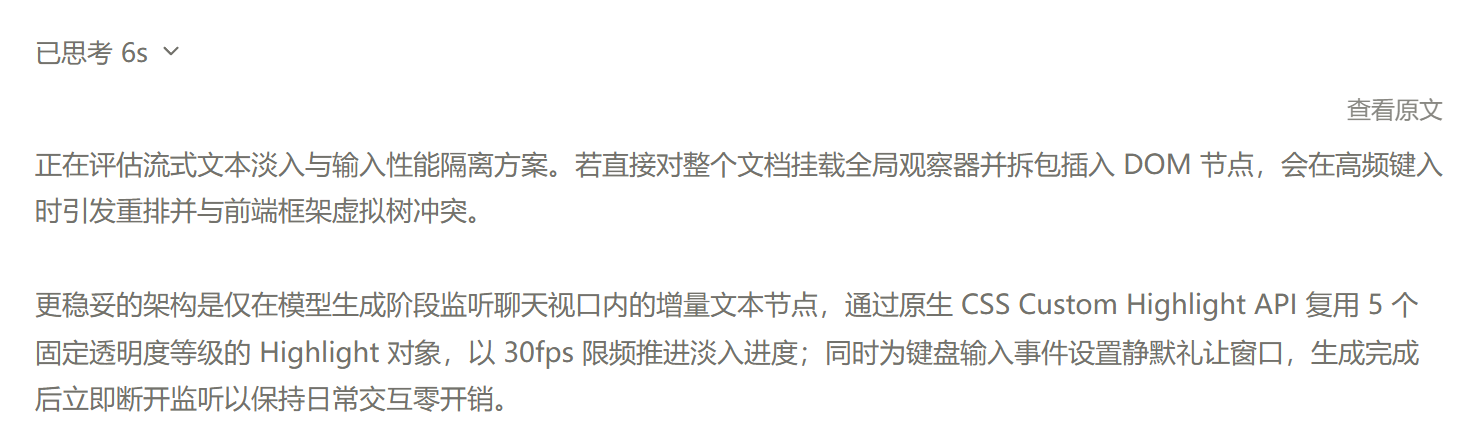 已思考 6s
查看原文
正在评估流式文本淡入与输入性能隔离方案。若直接对整个文档挂载全局观察器并拆包插入 DOM 节点，会在高频键入
时引发重排并与前端框架虚拟树冲突。
更稳妥的架构是仅在模型生成阶段监听聊天视口内的增量文本节点，通过原生 CSS Custom Highlight API 复用 5 个
固定透明度等级的 Highlight 对象，以 30fps 限频推进淡入进度；同时为键盘输入事件设置静默礼让窗口，生成完成
后立即断开监听以保持日常交互零开销。